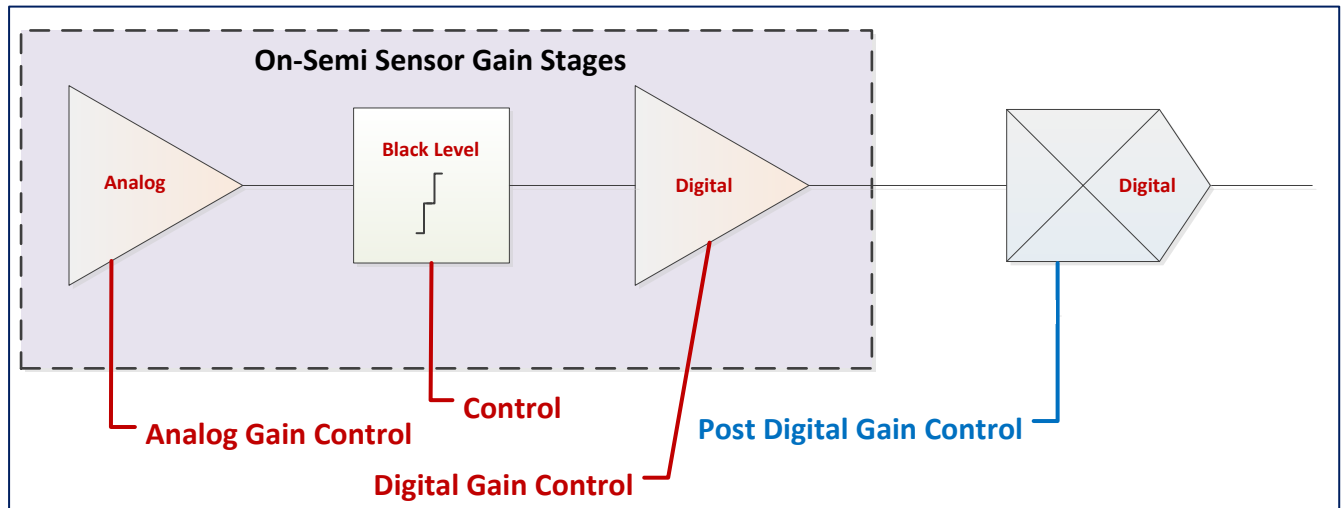 On-Semi Sensor Gain Stages
Analog
Black Level
Digital
Digital
Control
Analog Gain Control
Post Digital Gain Control
Digital Gain Control